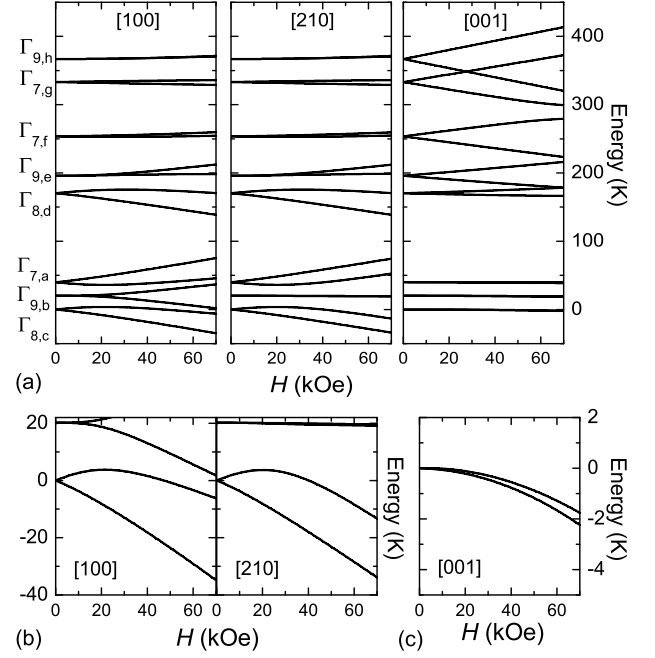 [100] [210] [001]
Γ9,h
Γ7,g
Γ7,f
Γ9,e
Γ8,d
Γ7,a
Γ9,b
Γ8,c
400
300
200
100
0
Energy (K)
0 20 40 60 0 20 40 60 0 20 40 60
(a) H (kOe)
20
0
-20
-40
[100] [210]
Energy (K)
2
0
-2
-4
[001]
Energy (K)
0 20 40 60 0 20 40 60 0 20 40 60
(b) H (kOe) (c) H (kOe)